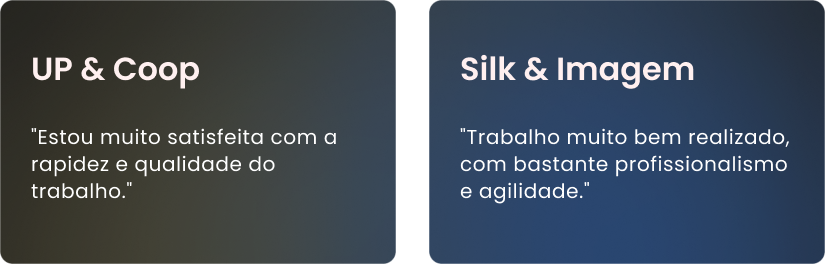 UP & Coop
"Estou muito satisfeita com a
rapidez e qualidade do
trabalho."
Silk & Imagem
"Trabalho muito bem realizado,
com bastante profissionalismo
e agilidade."